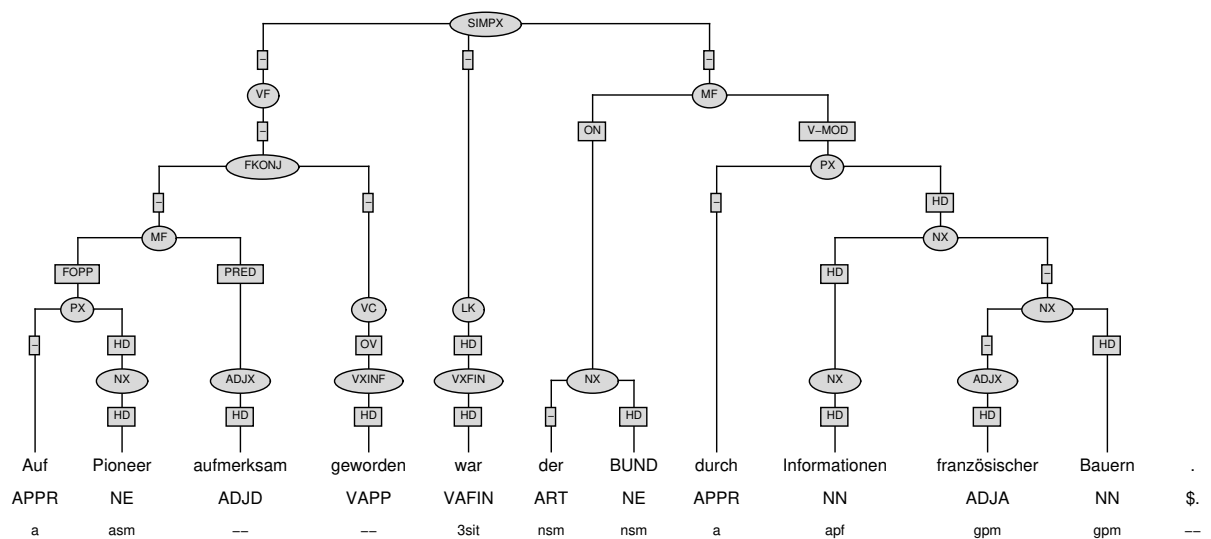 SIMPX
– – –
VF MF
– ON V–MOD
FKONJ PX
– – – HD
MF NX
FOPP PRED HD –
PX VC LK NX
– HD OV HD – HD
NX ADJX VXINF VXFIN NX NX ADJX
HD HD HD HD – HD HD HD
Auf Pioneer aufmerksam geworden war der BUND durch Informationen französischer Bauern .
APPR NE ADJD VAPP VAFIN ART NE APPR NN ADJA NN $.
a asm –– –– 3sit nsm nsm a apf gpm gpm ––